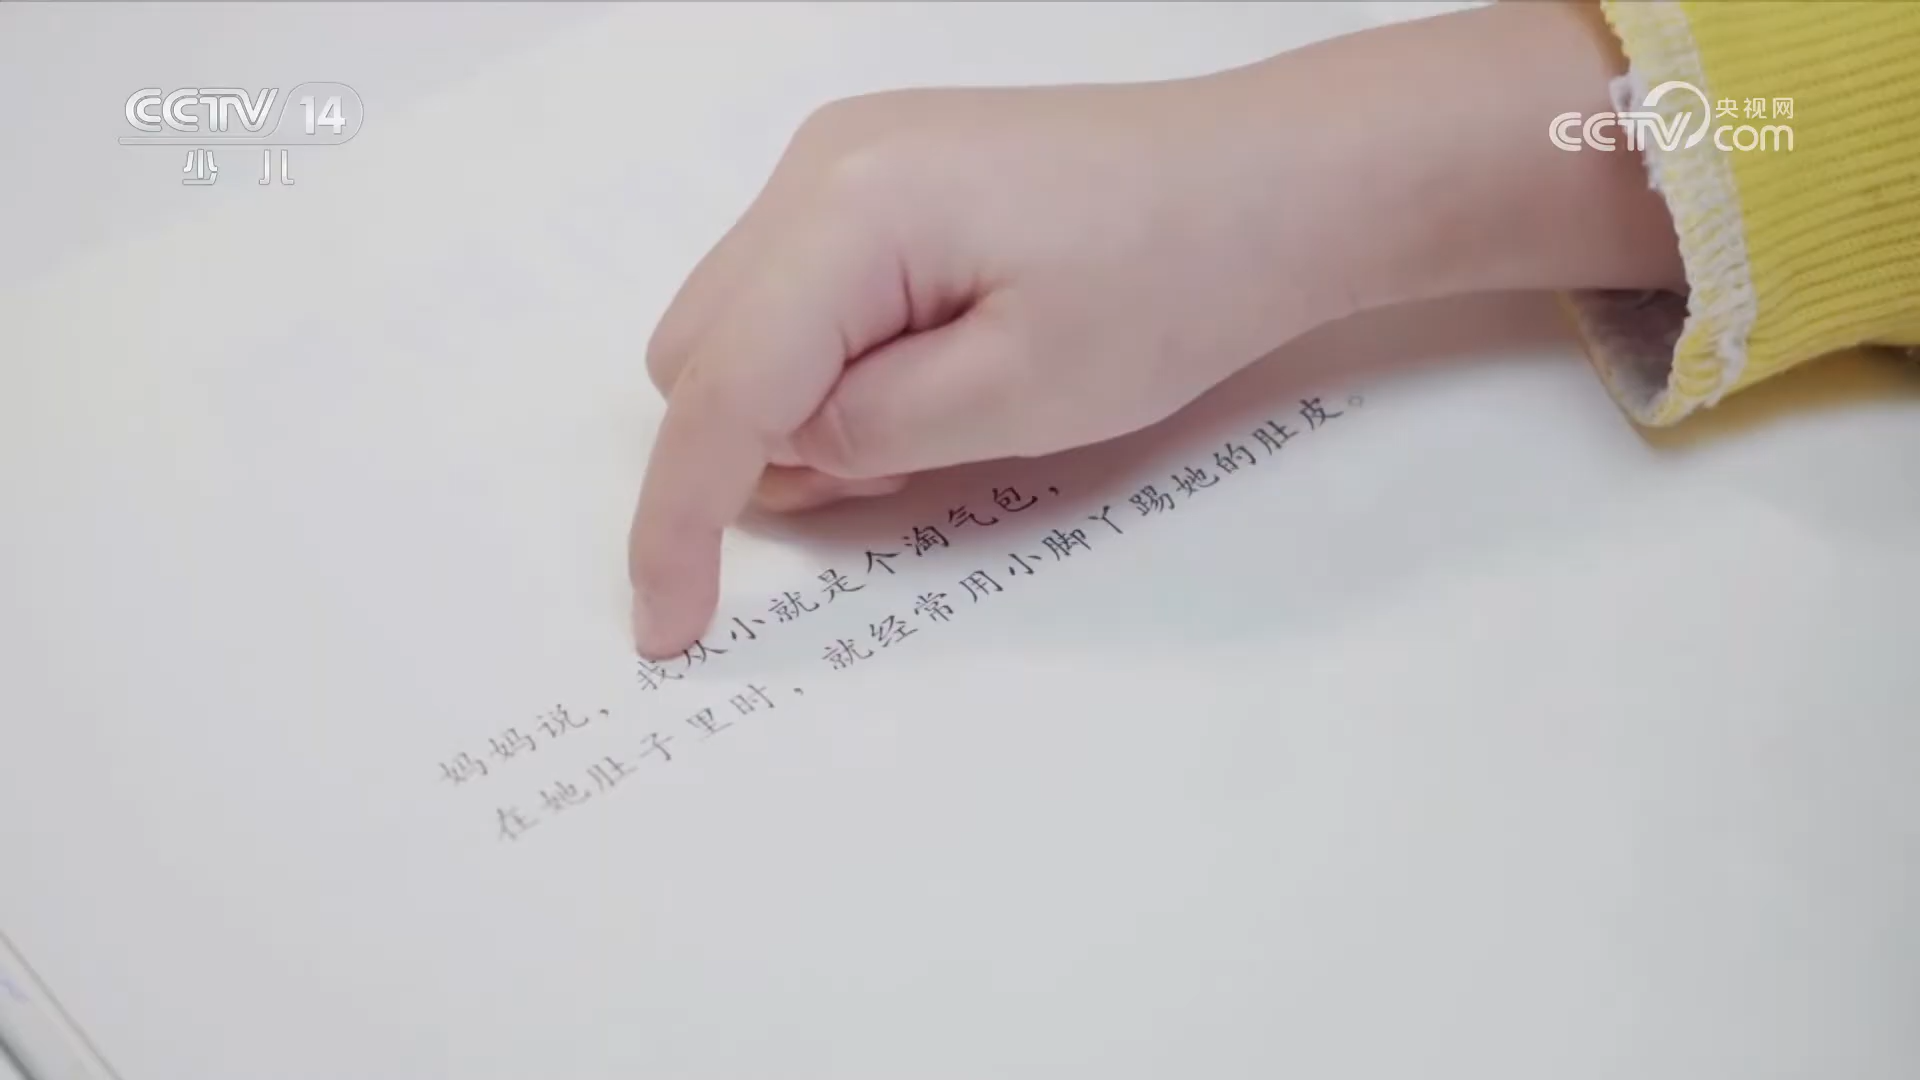 CCTV 14
少儿
央视网
CCTV.com
妈妈说，我从小就是个淘气包，
在她肚子里时，就经常用小脚丫踢她的肚皮。